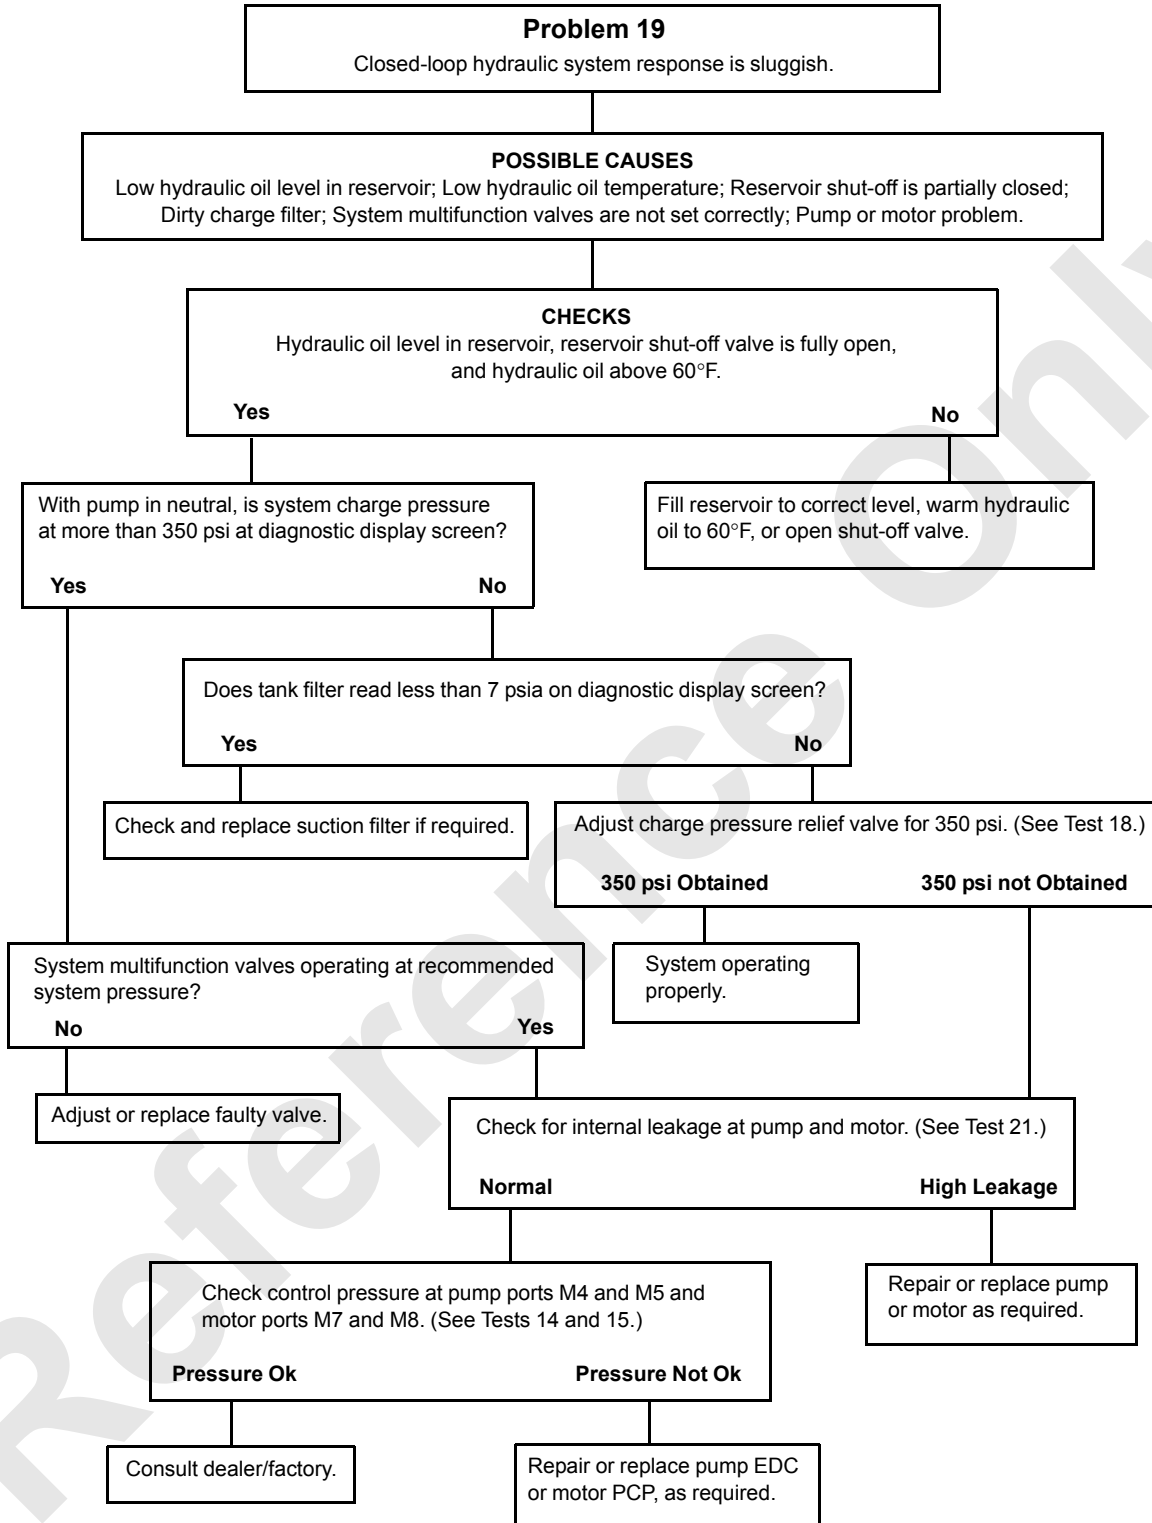 Problem 19
Closed-loop hydraulic system response is sluggish.
POSSIBLE CAUSES
Low hydraulic oil level in reservoir; Low hydraulic oil temperature; Reservoir shut-off is partially closed;
Dirty charge filter; System multifunction valves are not set correctly; Pump or motor problem.
CHECKS
Hydraulic oil level in reservoir, reservoir shut-off valve is fully open,
and hydraulic oil above 60°F.
Yes
No
With pump in neutral, is system charge pressure
at more than 350 psi at diagnostic display screen?
Yes
No
Fill reservoir to correct level, warm hydraulic
oil to 60°F, or open shut-off valve.
Does tank filter read less than 7 psia on diagnostic display screen?
Yes
No
Check and replace suction filter if required.
Adjust charge pressure relief valve for 350 psi. (See Test 18.)
350 psi Obtained
350 psi not Obtained
System multifunction valves operating at recommended
system pressure?
No
Yes
System operating
properly.
Adjust or replace faulty valve.
Check for internal leakage at pump and motor. (See Test 21.)
Normal
High Leakage
Check control pressure at pump ports M4 and M5 and
motor ports M7 and M8. (See Tests 14 and 15.)
Pressure Ok
Pressure Not Ok
Repair or replace pump
or motor as required.
Consult dealer/factory.
Repair or replace pump EDC
or motor PCP, as required.
Reference Only